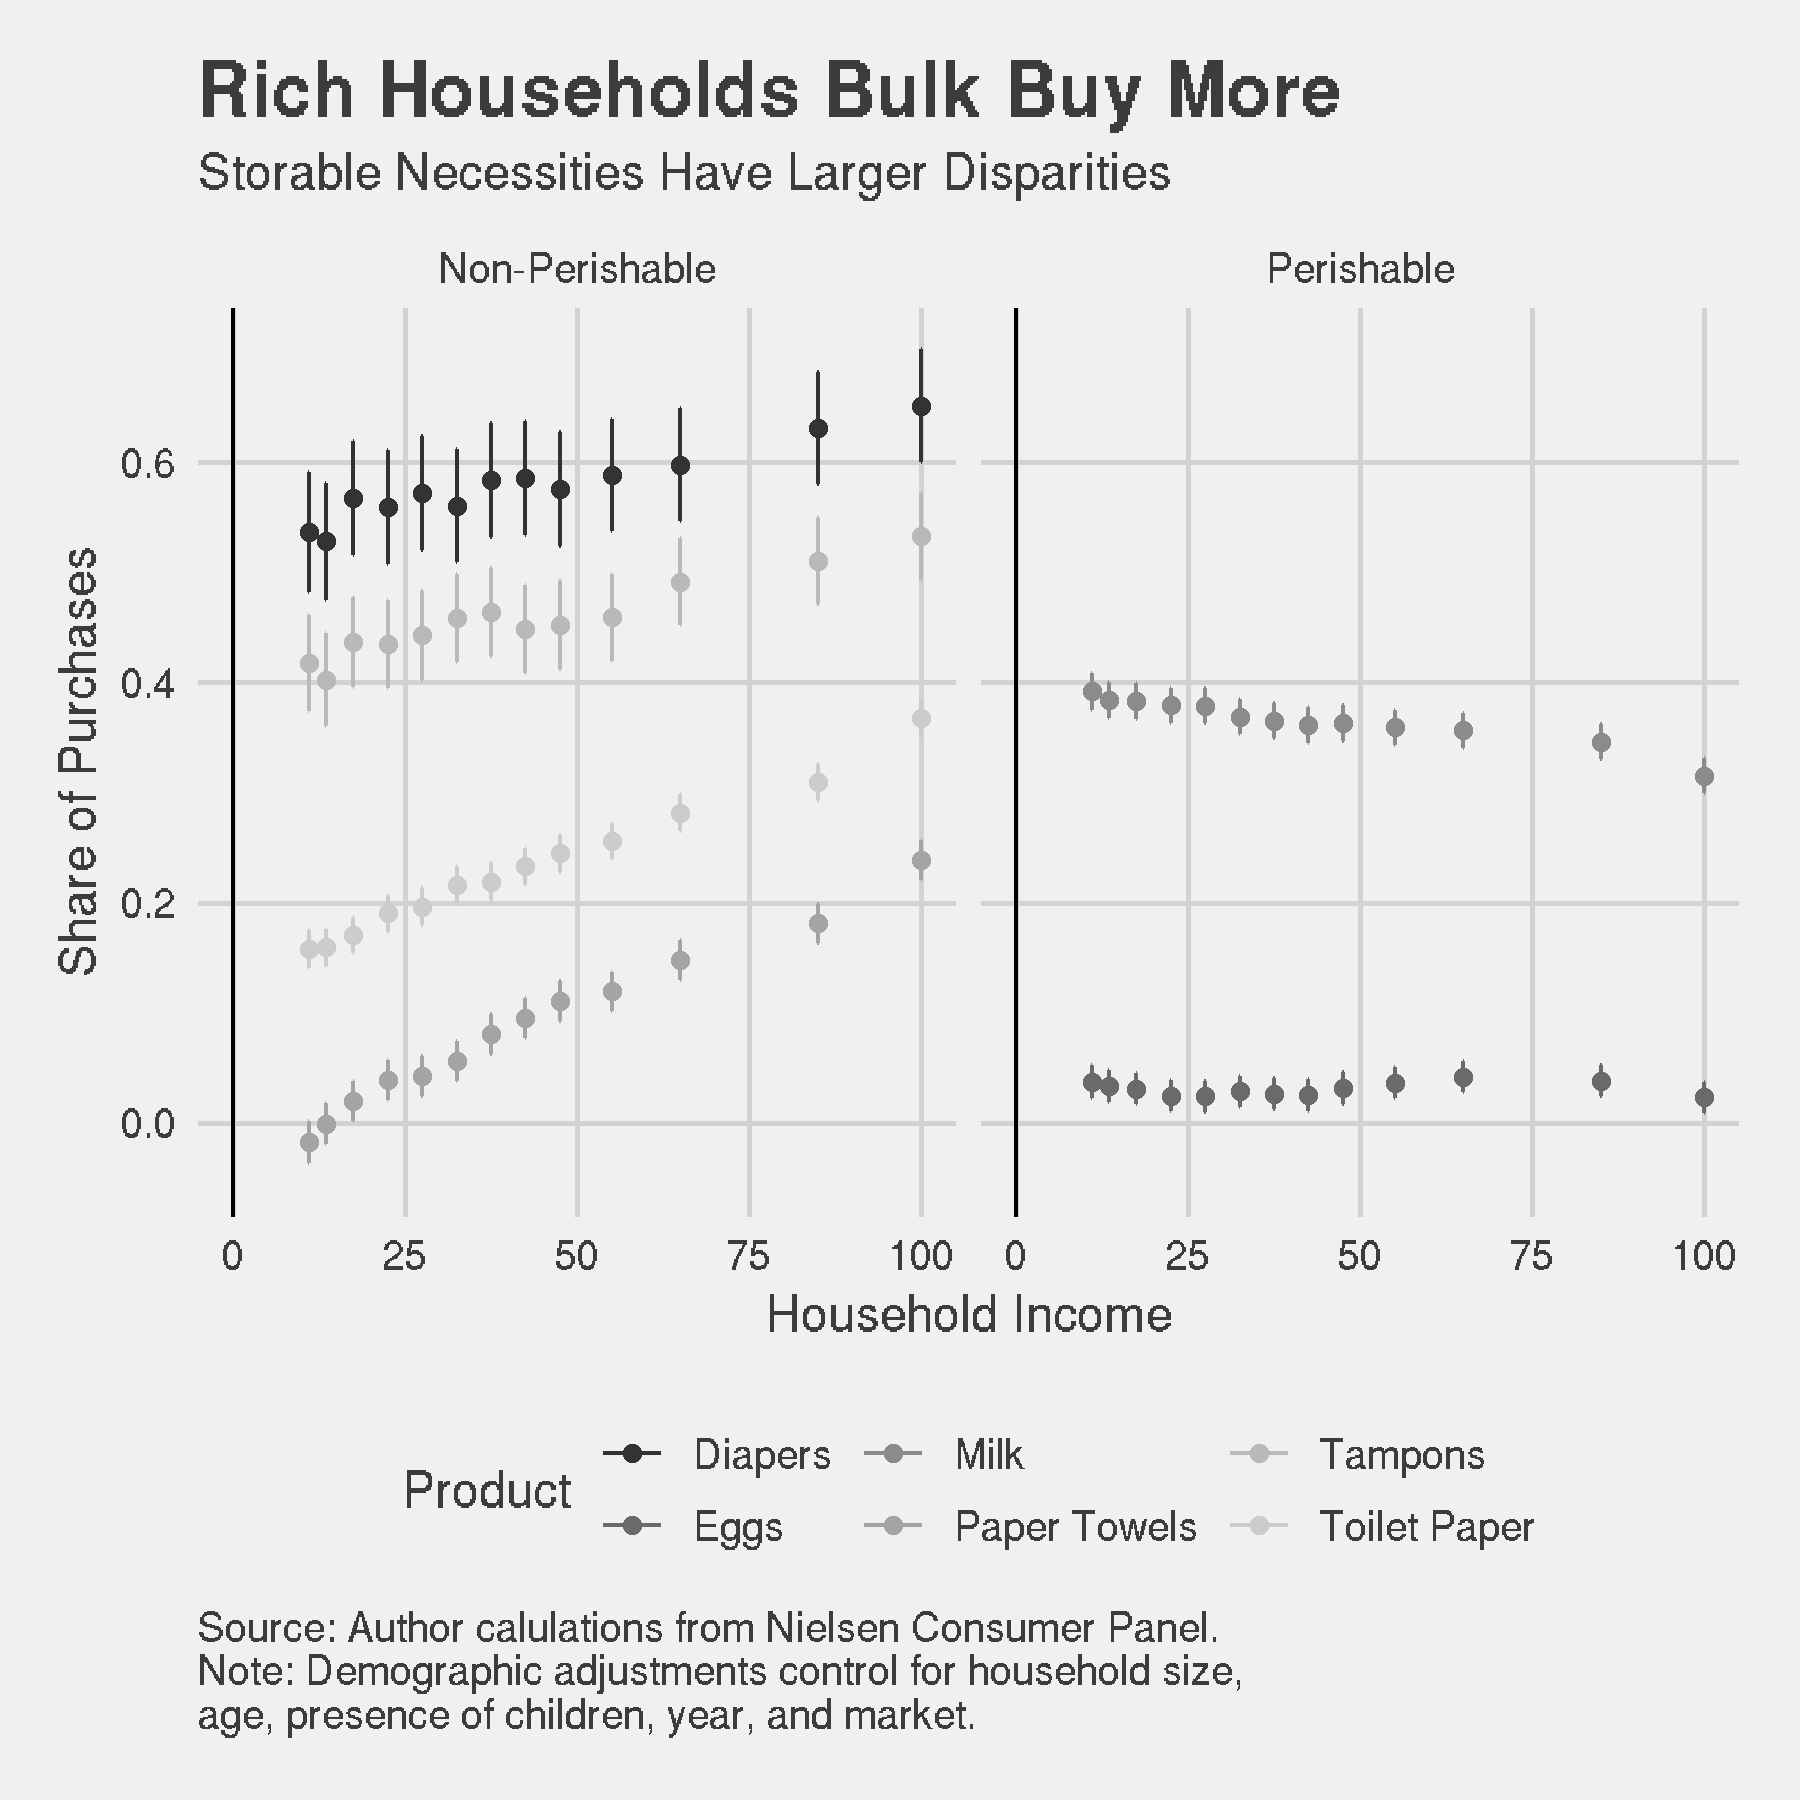 Rich Households Bulk Buy More
Storable Necessities Have Larger Disparities
Non-Perishable
Perishable
Share of Purchases
0.6
0.4
0.2
0.0
0 25 50 75 100 0 25 50 75 100
Household Income
Product
Diapers Milk Tampons
Eggs Paper Towels Toilet Paper
Source: Author calulations from Nielsen Consumer Panel.
Note: Demographic adjustments control for household size,
age, presence of children, year, and market.